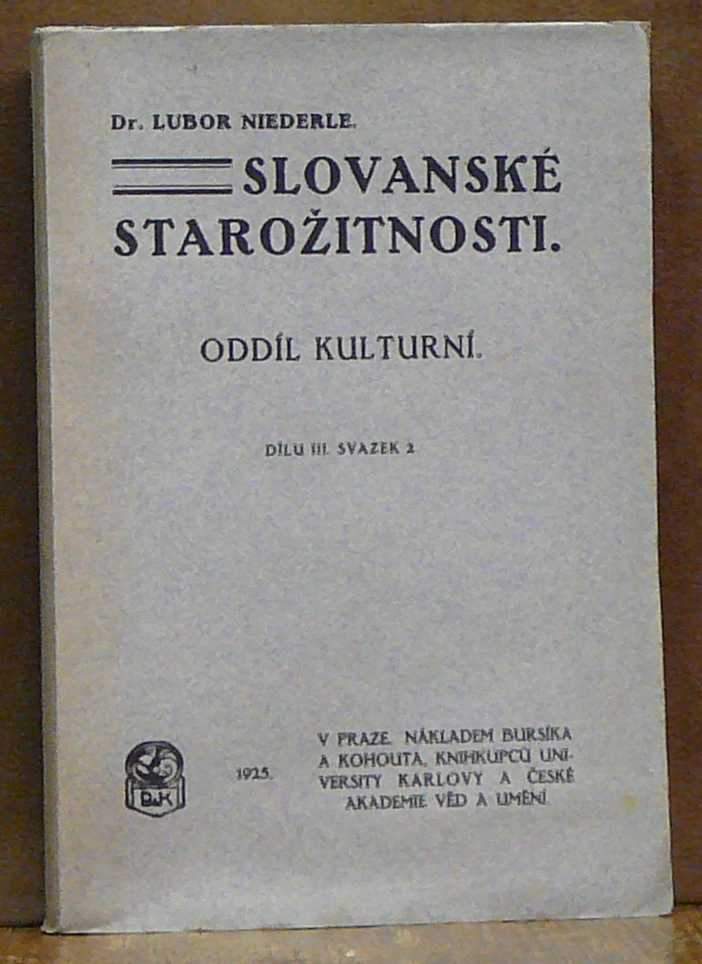 Dr. LUBOR NIEDERLE.
SLOVANSKÉ
STAROŽITNOSTI.
ODDÍL KULTURNÍ.
DÍLU III. SVAZEK 2
V PRAZE. NÁKLADEM BURSÍKA
A KOHOUTA, KNIHKUPCŮ UNI-
VERSITY KARLOVY A ČESKÉ
AKADEMIE VĚD A UMĚNÍ
1925.
B&K